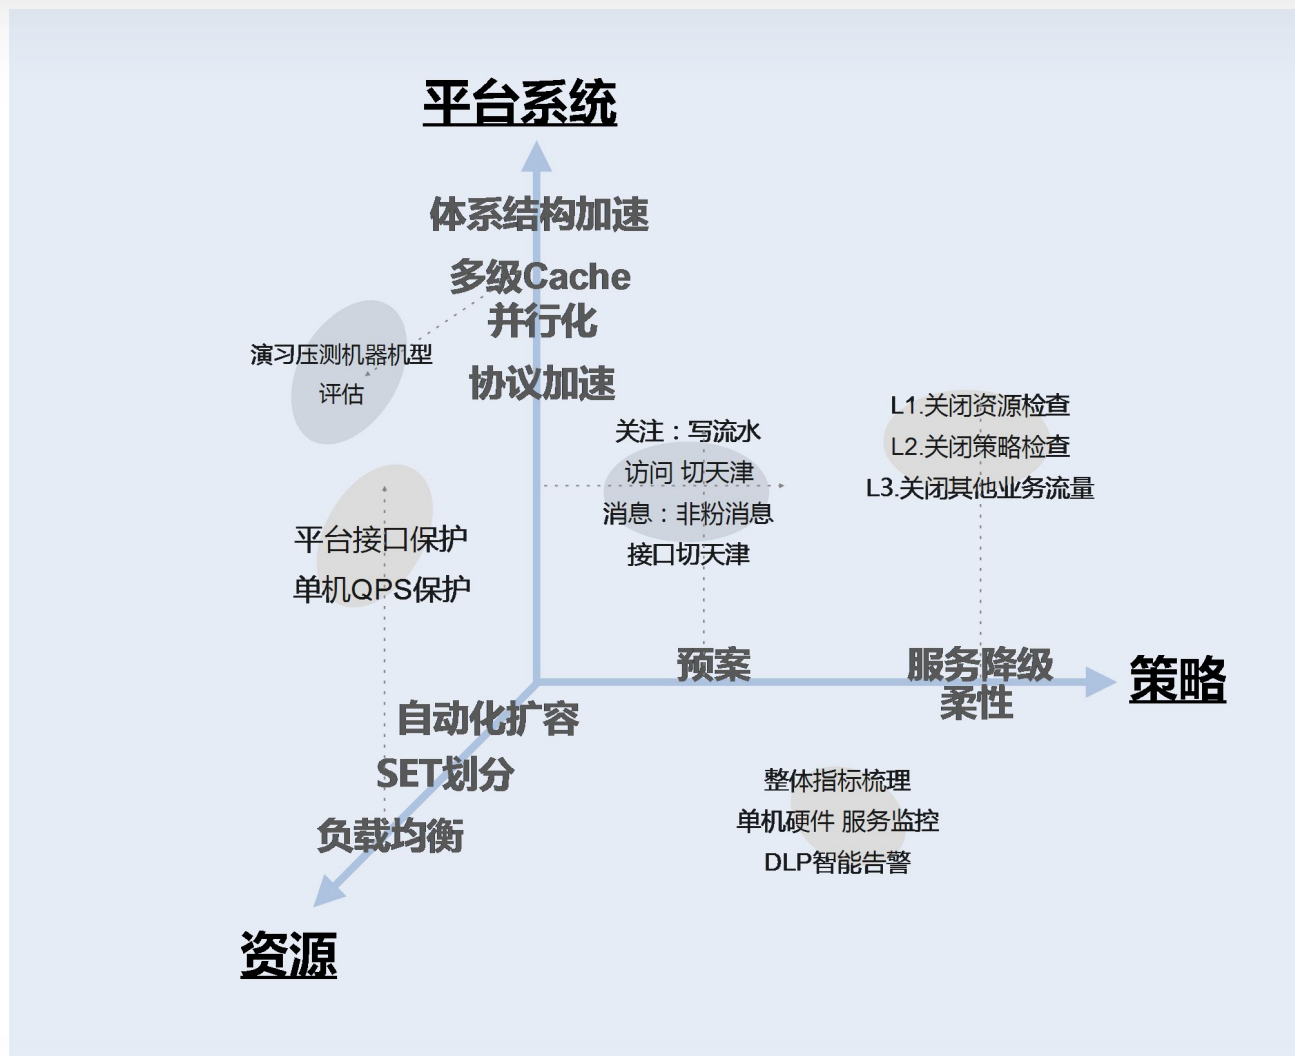 平台系统
体系结构加速
多级Cache
并行化
协议加速
演习压测机器机型
评估
平台接口保护
单机QPS保护
关注：写流水
访问 切天津
消息：非粉消息
接口切天津
L1.关闭资源检查
L2.关闭策略检查
L3.关闭其他业务流量
预案
服务降级
柔性
策略
自动化扩容
SET划分
负载均衡
资源
整体指标梳理
单机硬件 服务监控
DLP智能告警